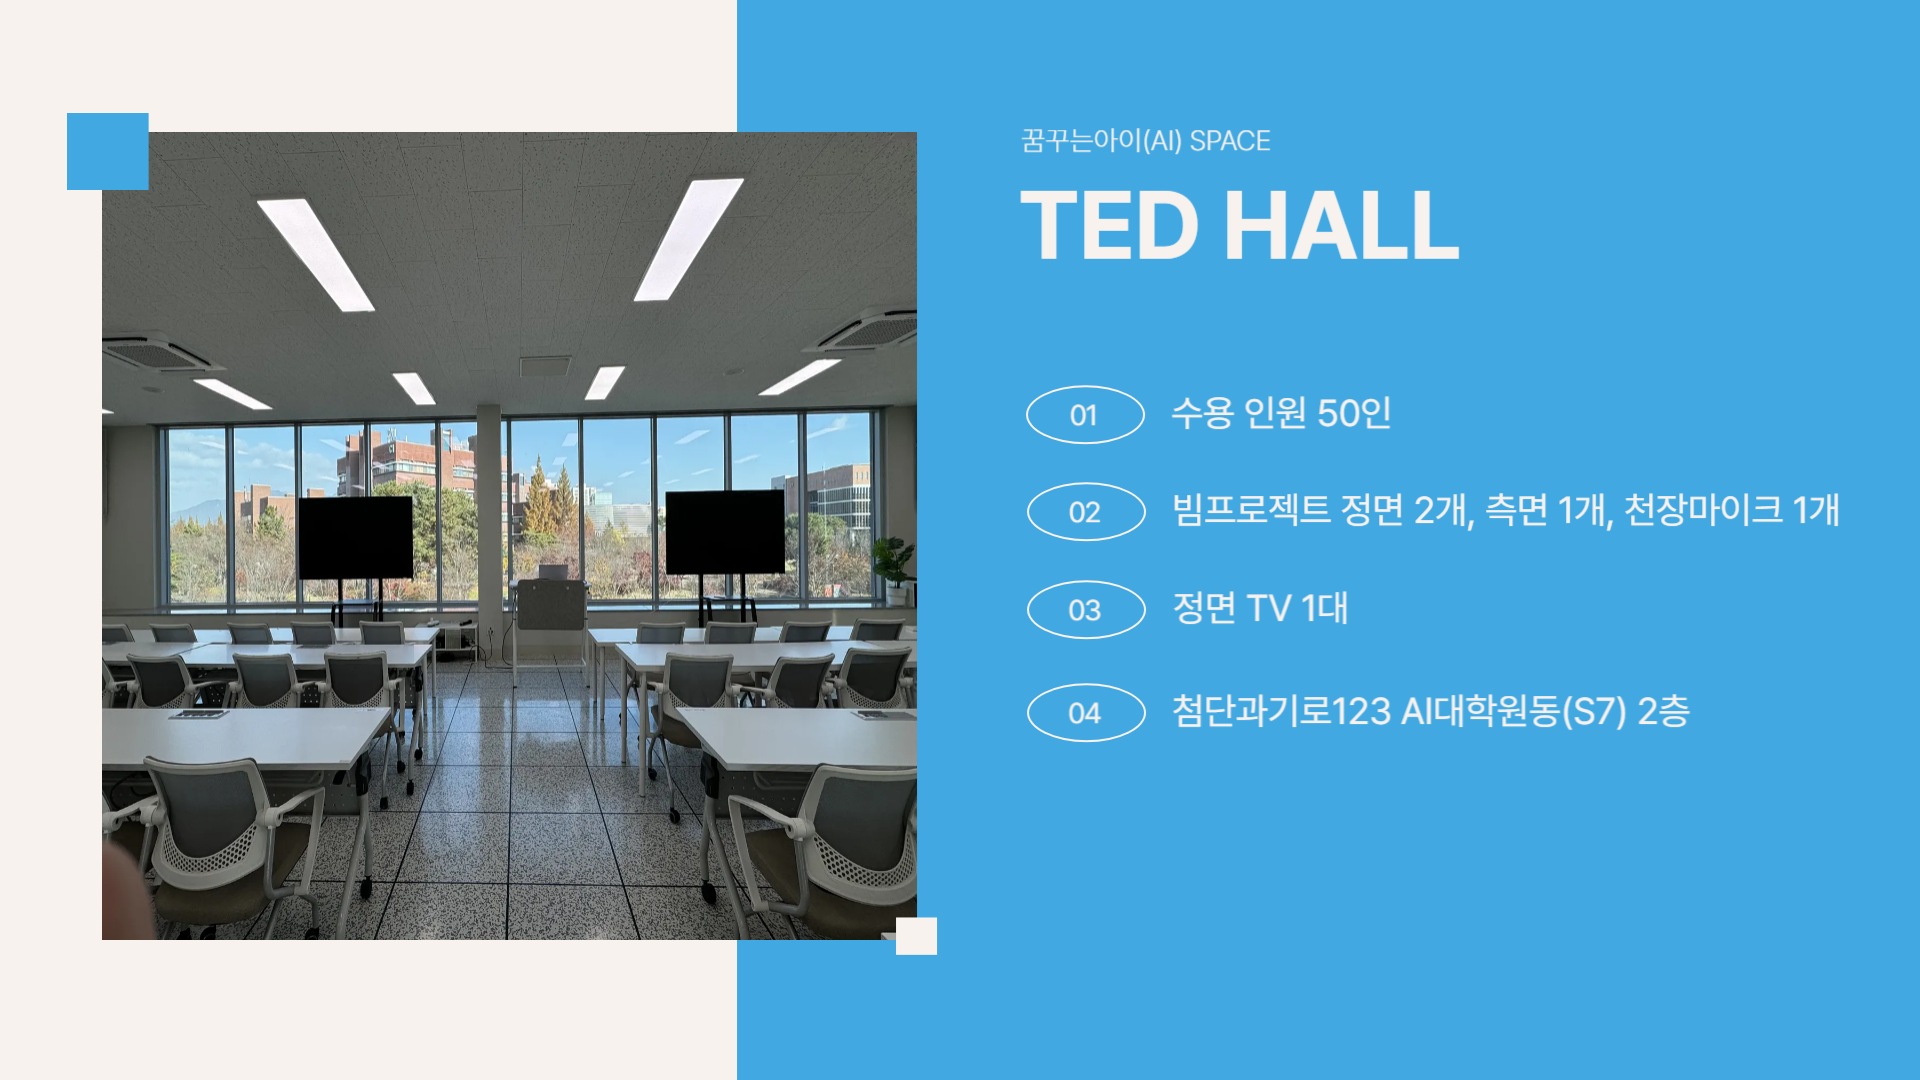 꿈꾸는아이(AI) SPACE
TED HALL
01 수용 인원 50인
02 빔프로젝트 정면 2개, 측면 1개, 천장마이크 1개
03 정면 TV 1대
04 첨단과기로123 AI대학원동(S7) 2층